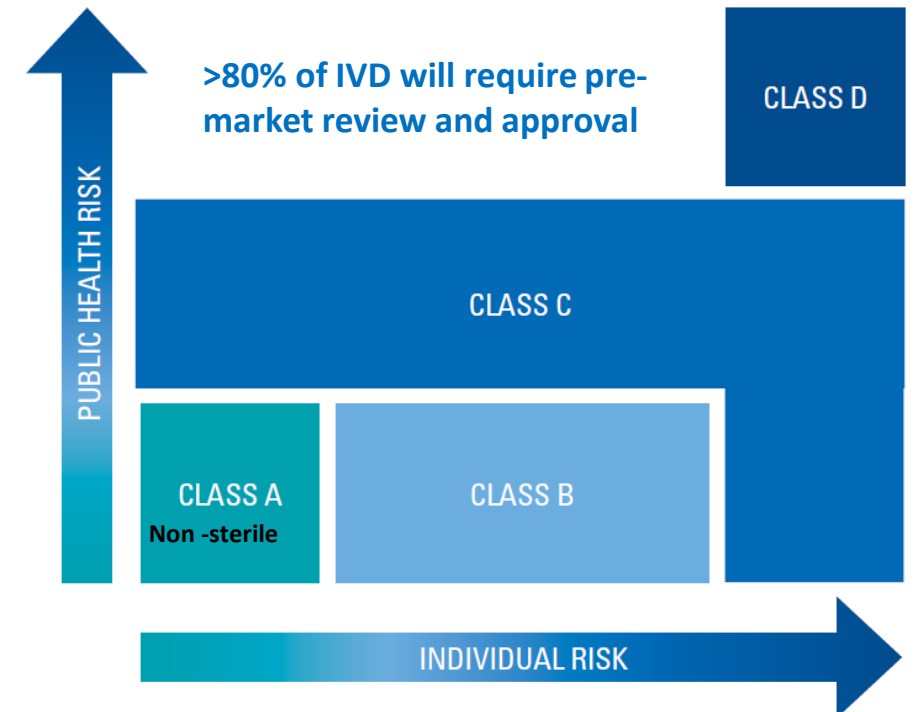 >80% of IVD will require pre-
market review and approval
CLASS D
PUBLIC HEALTH RISK
CLASS C
CLASS A
Non -sterile
CLASS B
INDIVIDUAL RISK